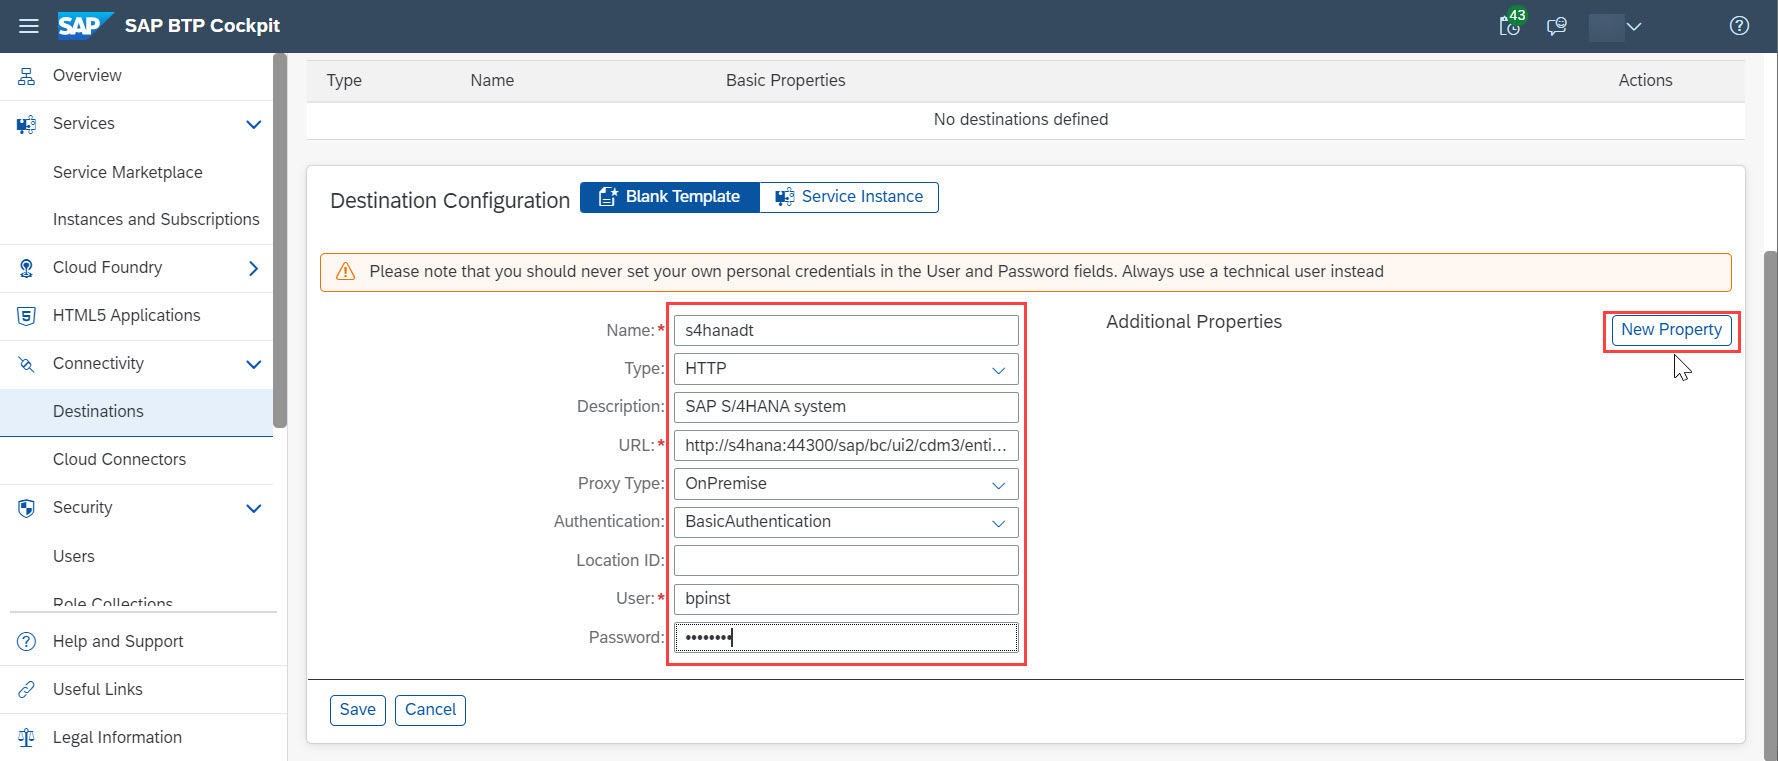 SAP SAP BTP Cockpit 43
Overview
Services
Service Marketplace
Instances and Subscriptions
Cloud Foundry
HTML5 Applications
Connectivity
Destinations
Cloud Connectors
Security
Users
Role Collections
Help and Support
Useful Links
Legal Information
Type Name Basic Properties Actions
No destinations defined
Destination Configuration Blank Template Service Instance
Please note that you should never set your own personal credentials in the User and Password fields. Always use a technical user instead
Name:* s4hanadt
Type: HTTP
Description: SAP S/4HANA system
URL:* http://s4hana:44300/sap/bc/ui2/cdm3/enti...
Proxy Type: OnPremise
Authentication: BasicAuthentication
Location ID:
User:* bpinst
Password: ••••••••
Additional Properties New Property
Save Cancel